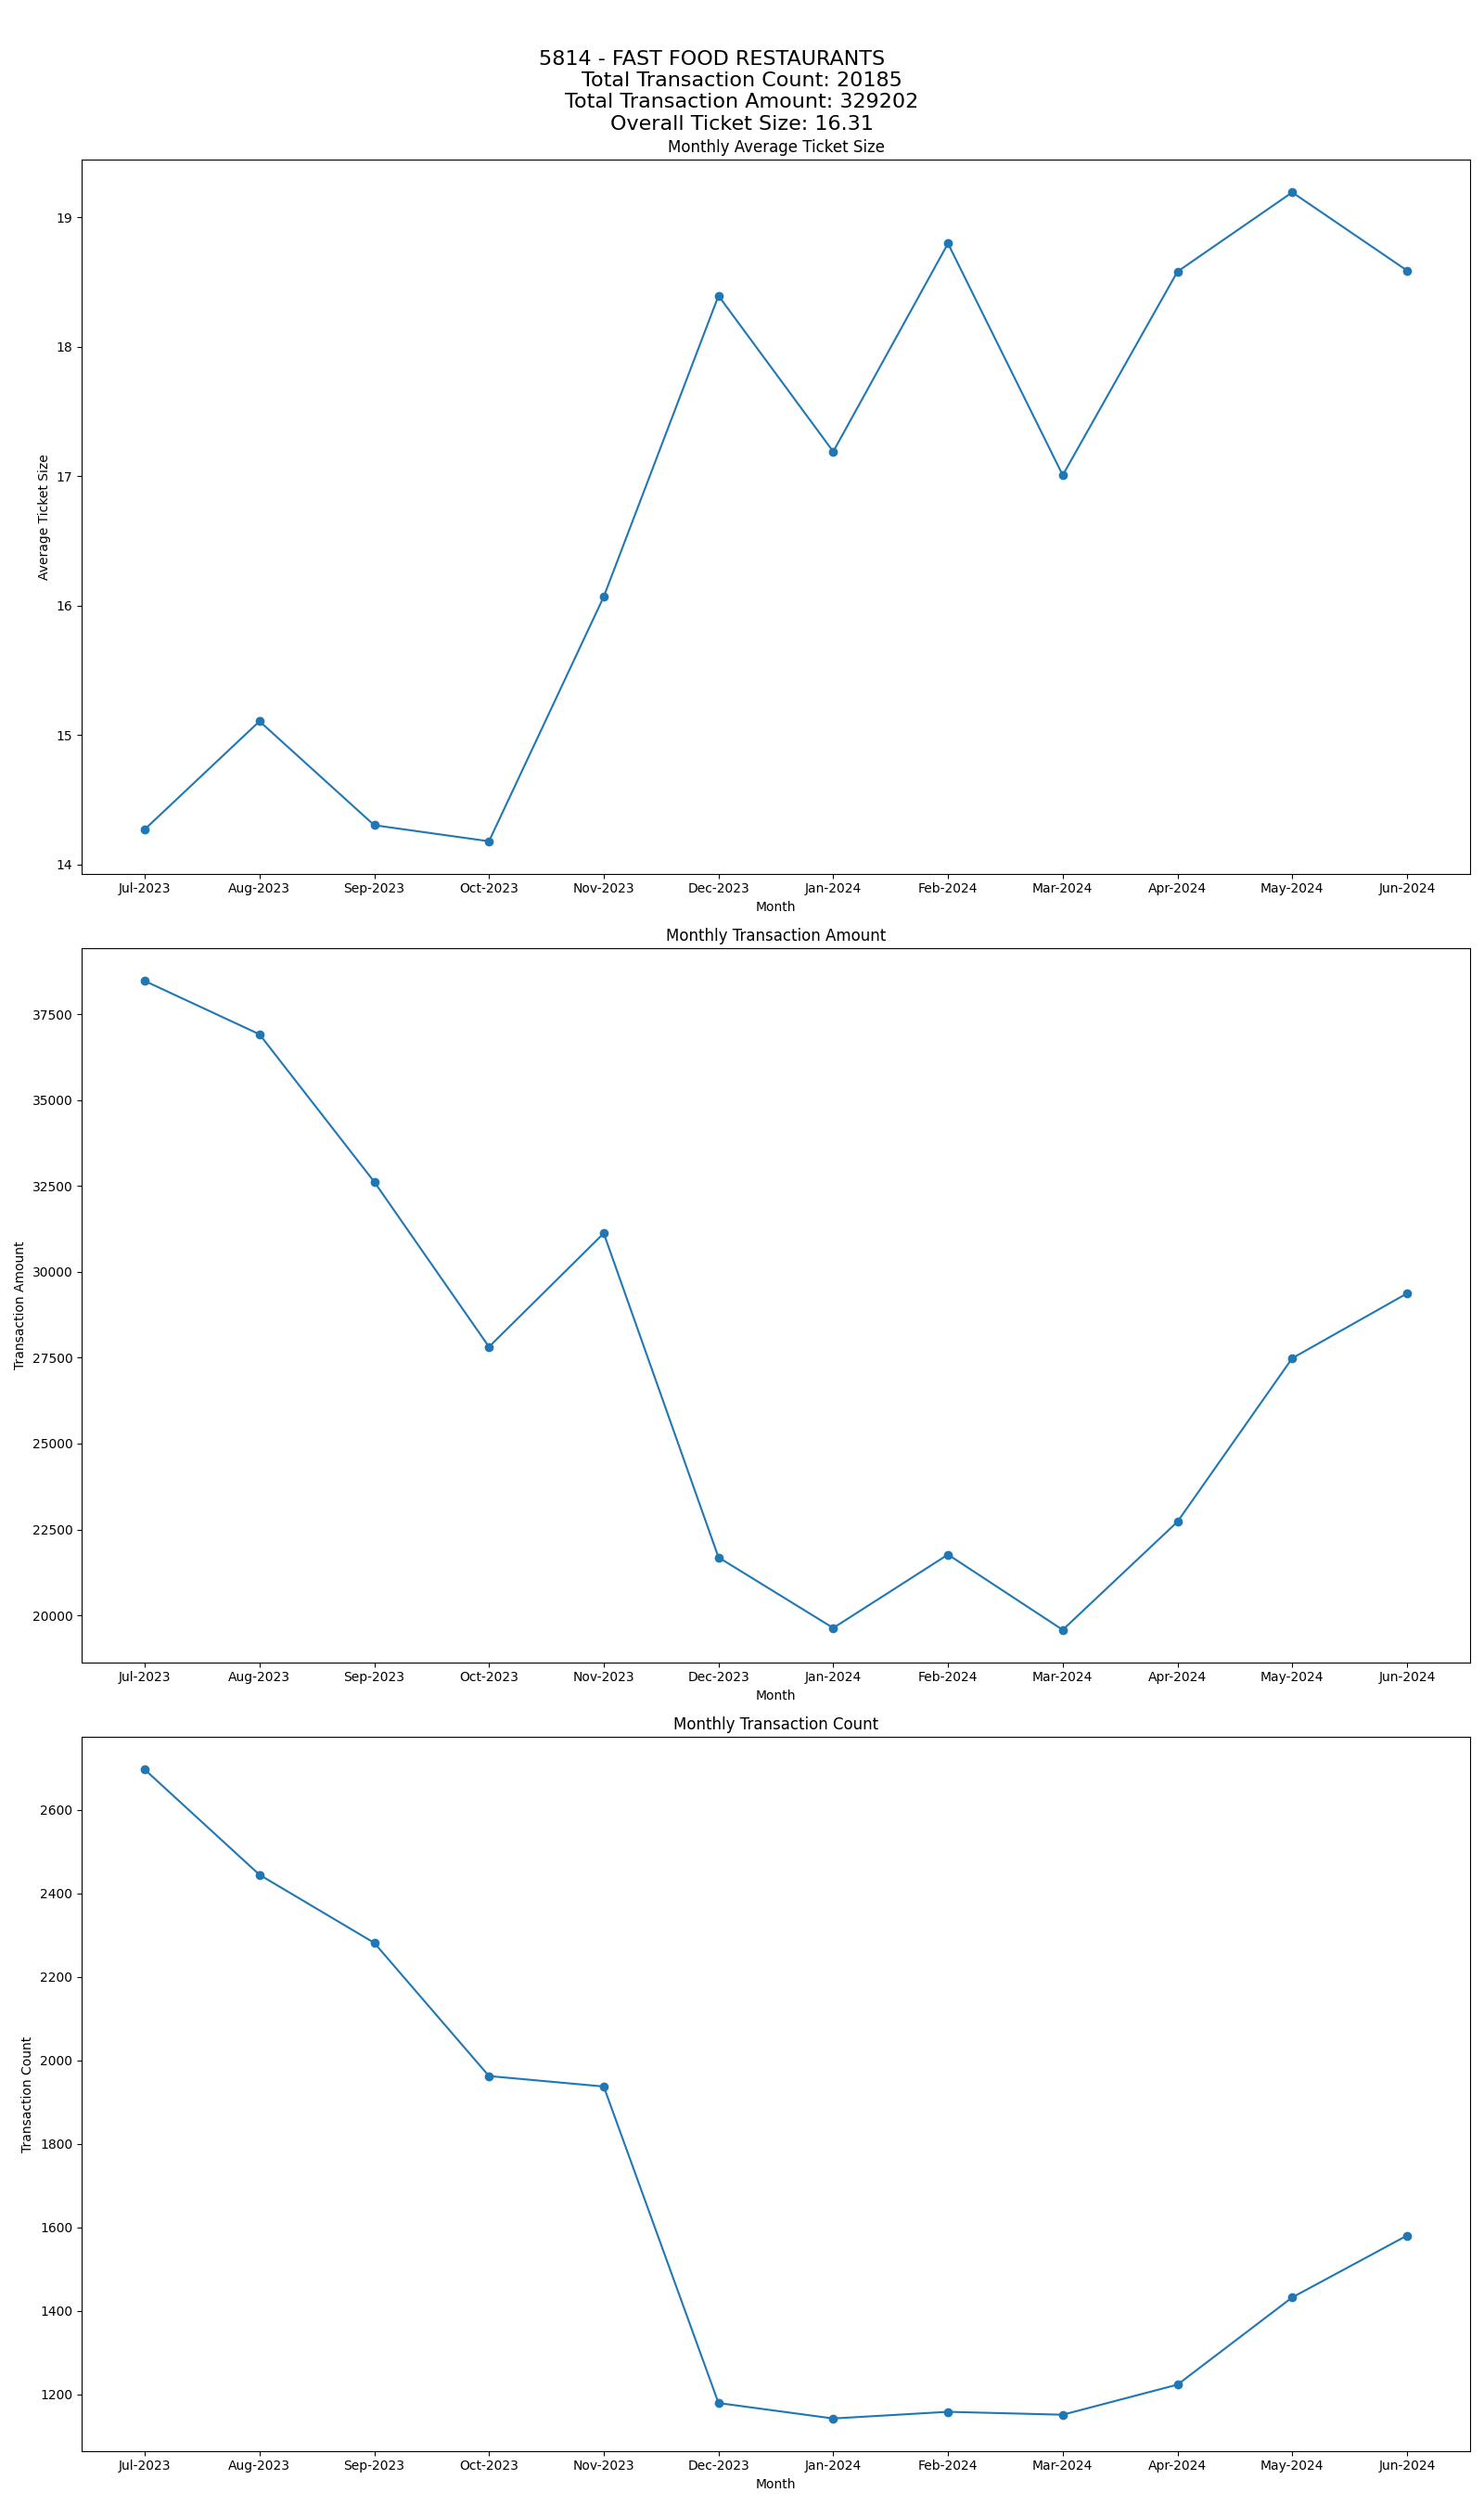 5814 - FAST FOOD RESTAURANTS
Total Transaction Count: 20185
Total Transaction Amount: 329202
Overall Ticket Size: 16.31
Monthly Average Ticket Size
Average Ticket Size
19
18
17
16
15
14
Jul-2023 Aug-2023 Sep-2023 Oct-2023 Nov-2023 Dec-2023 Jan-2024 Feb-2024 Mar-2024 Apr-2024 May-2024 Jun-2024
Month
Monthly Transaction Amount
Transaction Amount
37500
35000
32500
30000
27500
25000
22500
20000
Jul-2023 Aug-2023 Sep-2023 Oct-2023 Nov-2023 Dec-2023 Jan-2024 Feb-2024 Mar-2024 Apr-2024 May-2024 Jun-2024
Month
Monthly Transaction Count
Transaction Count
2600
2400
2200
2000
1800
1600
1400
1200
Jul-2023 Aug-2023 Sep-2023 Oct-2023 Nov-2023 Dec-2023 Jan-2024 Feb-2024 Mar-2024 Apr-2024 May-2024 Jun-2024
Month